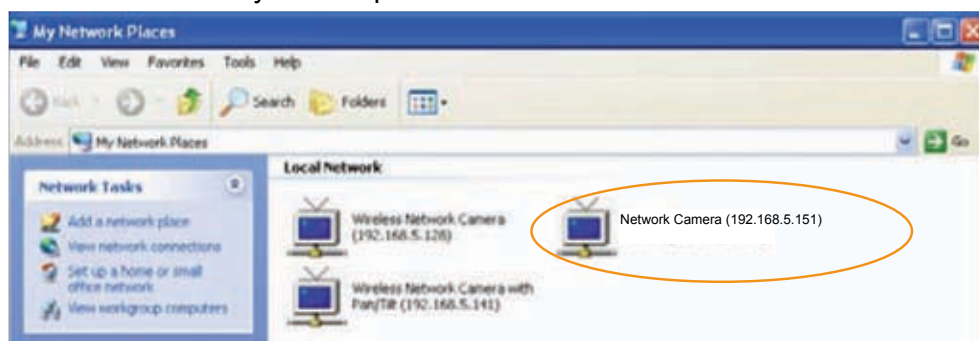 My Network Places
File Edit View Favorites Tools Help
Back Search Folders
Address My Network Places Go
Network Tasks
Add a network place
View network connections
Set up a home or small
office network
View workgroup computers
Local Network
Wireless Network Camera
(192.168.5.128)
Network Camera (192.168.5.151)
Wireless Network Camera with
Pan/Tilt (192.168.5.141)